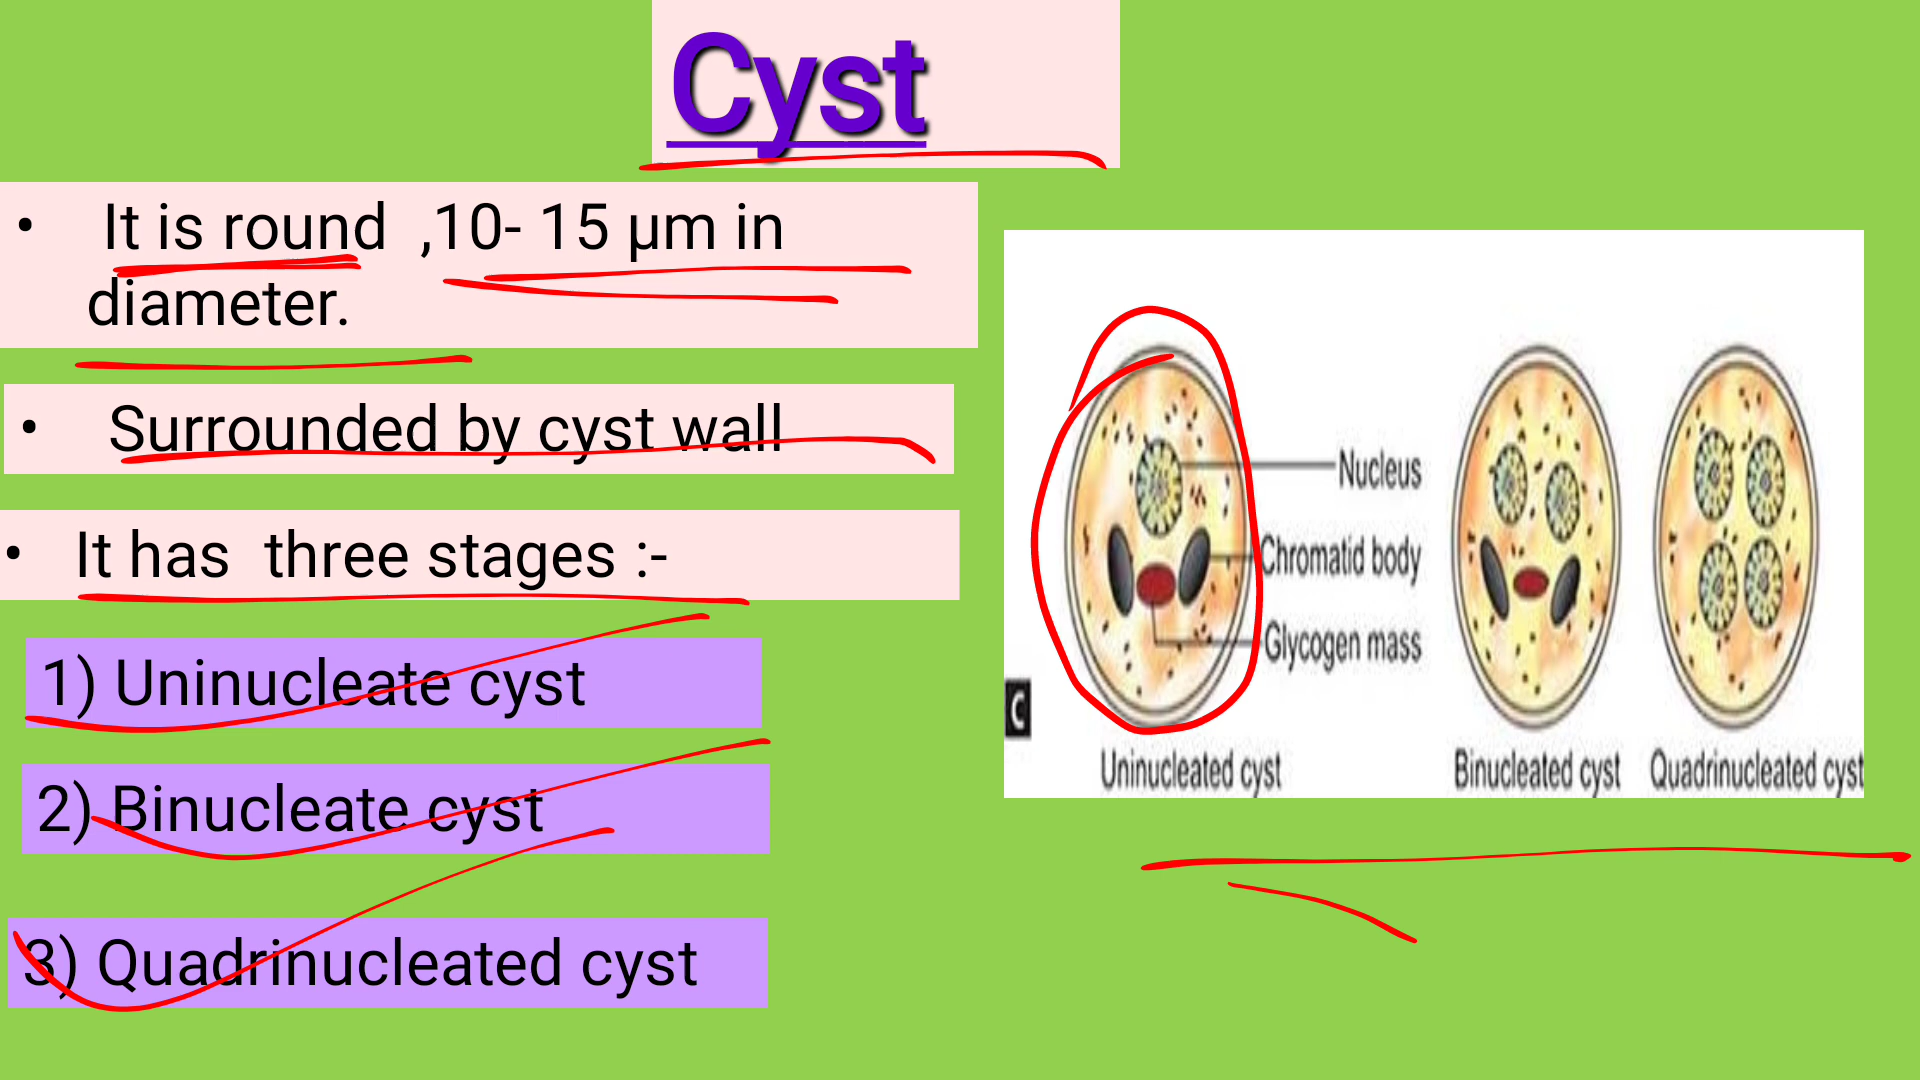 Cyst
• It is round ,10- 15 µm in
diameter.
• Surrounded by cyst wall
• It has three stages :-
1) Uninucleate cyst
2) Binucleate cyst
3) Quadrinucleated cyst
Nucleus
Chromatid body
Glycogen mass
C
Uninucleated cyst
Binucleated cyst
Quadrinucleated cyst